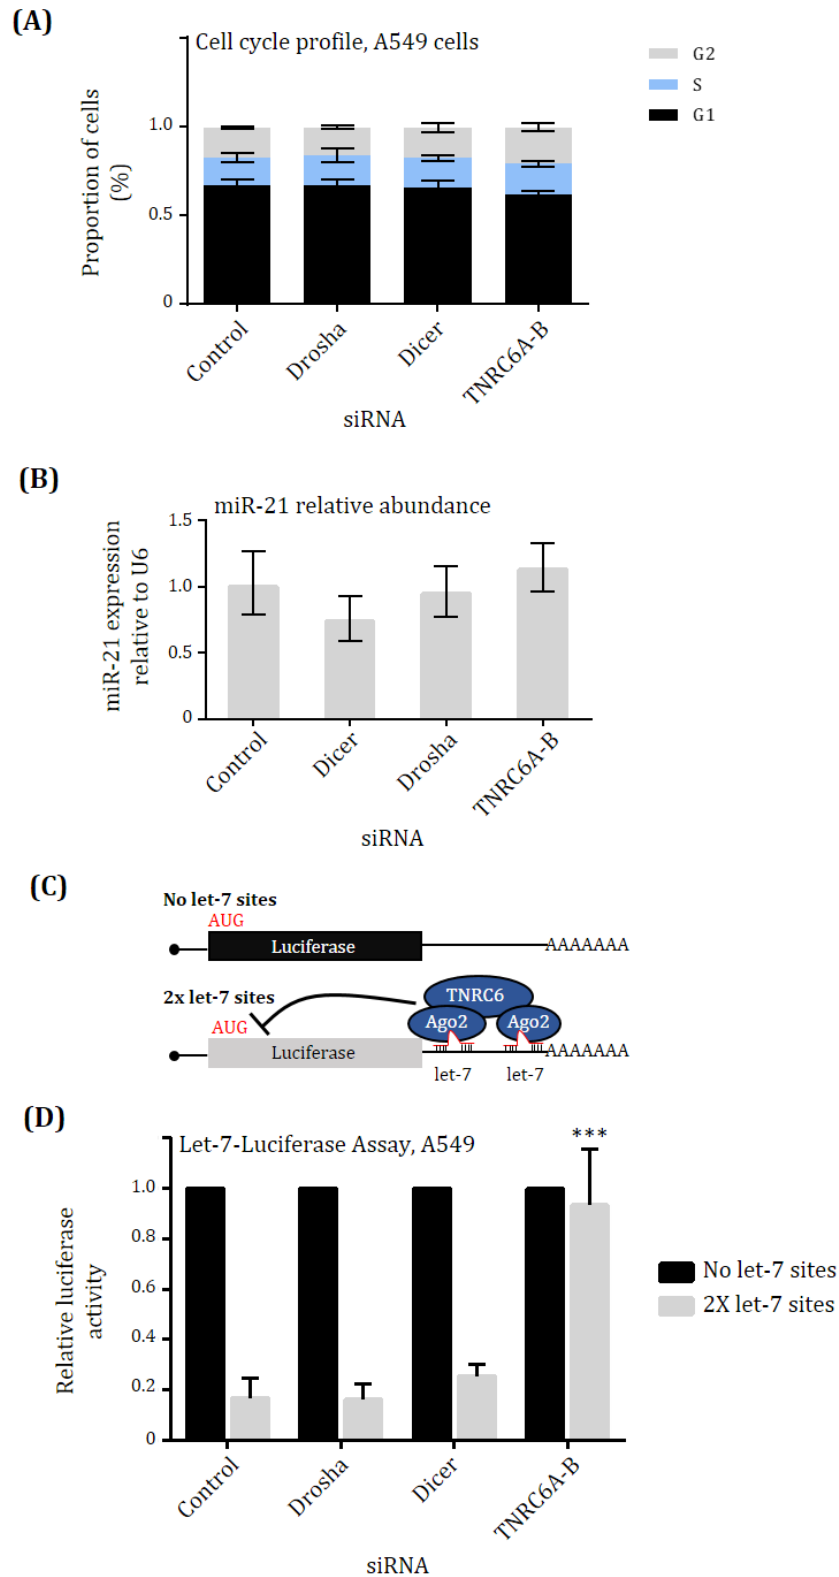 (A)
Cell cycle profile, A549 cells
G2
S
G1
Proportion of cells
(%)
1.0
0.5
0
Control
Drosha
Dicer
TNRC6A-B
siRNA
(B)
miR-21 relative abundance
miR-21 expression
relative to U6
1.5
1.0
0.5
0
Control
Dicer
Drosha
TNRC6A-B
siRNA
(C)
No let-7 sites
AUG
Luciferase
AAAAAAA
2x let-7 sites
TNRC6
AUG
Ago2
Ago2
Luciferase
AAAAAAA
let-7
let-7
(D)
Let-7-Luciferase Assay, A549
***
Relative luciferase
activity
1.0
0.8
0.6
0.4
0.2
0
No let-7 sites
2X let-7 sites
Control
Drosha
Dicer
TNRC6A-B
siRNA